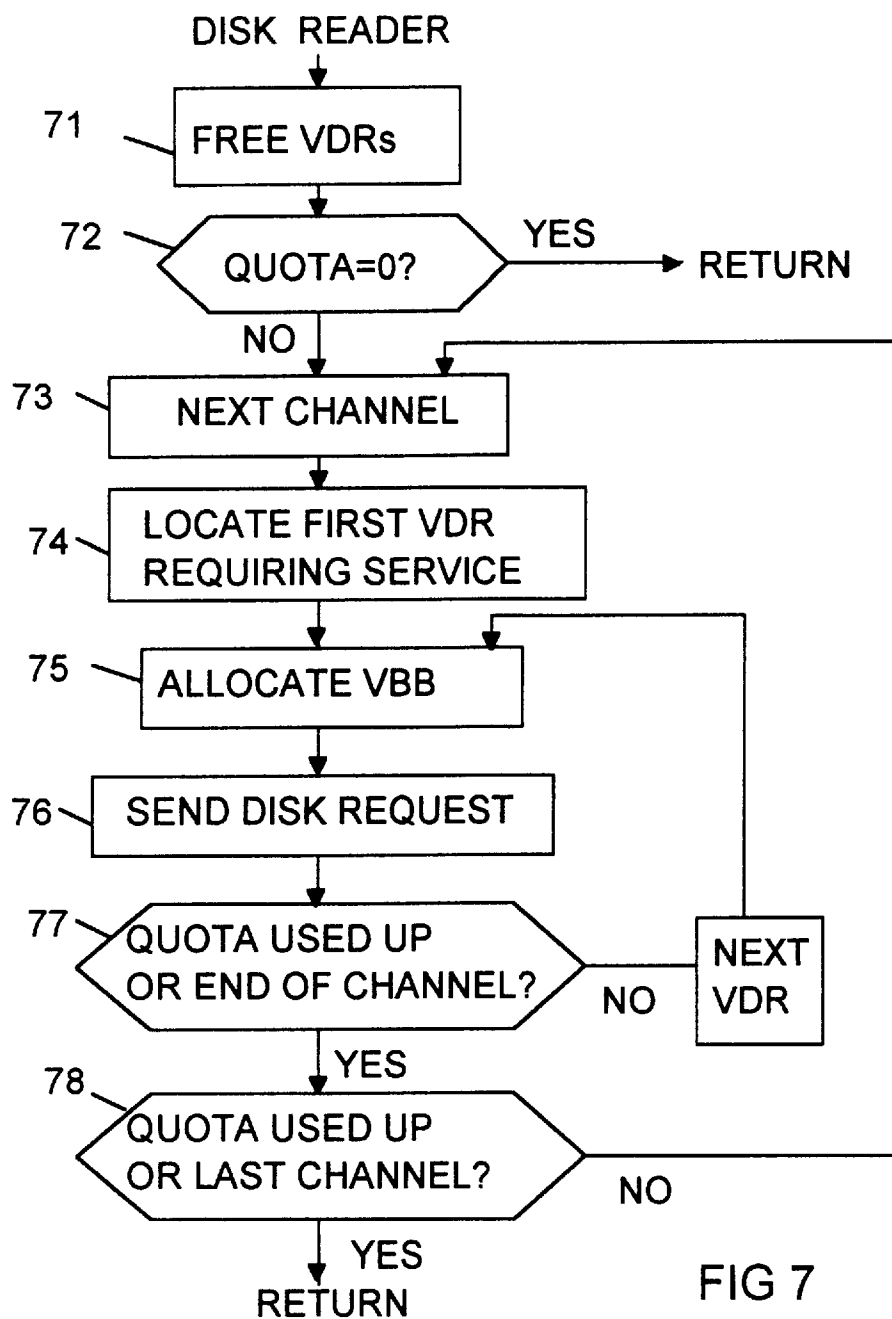 DISK READER
71
FREE VDRs
72
QUOTA=0?
YES
RETURN
NO
73
NEXT CHANNEL
74
LOCATE FIRST VDR
REQUIRING SERVICE
75
ALLOCATE VBB
76
SEND DISK REQUEST
77
QUOTA USED UP
OR END OF CHANNEL?
NO
NEXT
VDR
YES
78
QUOTA USED UP
OR LAST CHANNEL?
NO
YES
RETURN
FIG 7